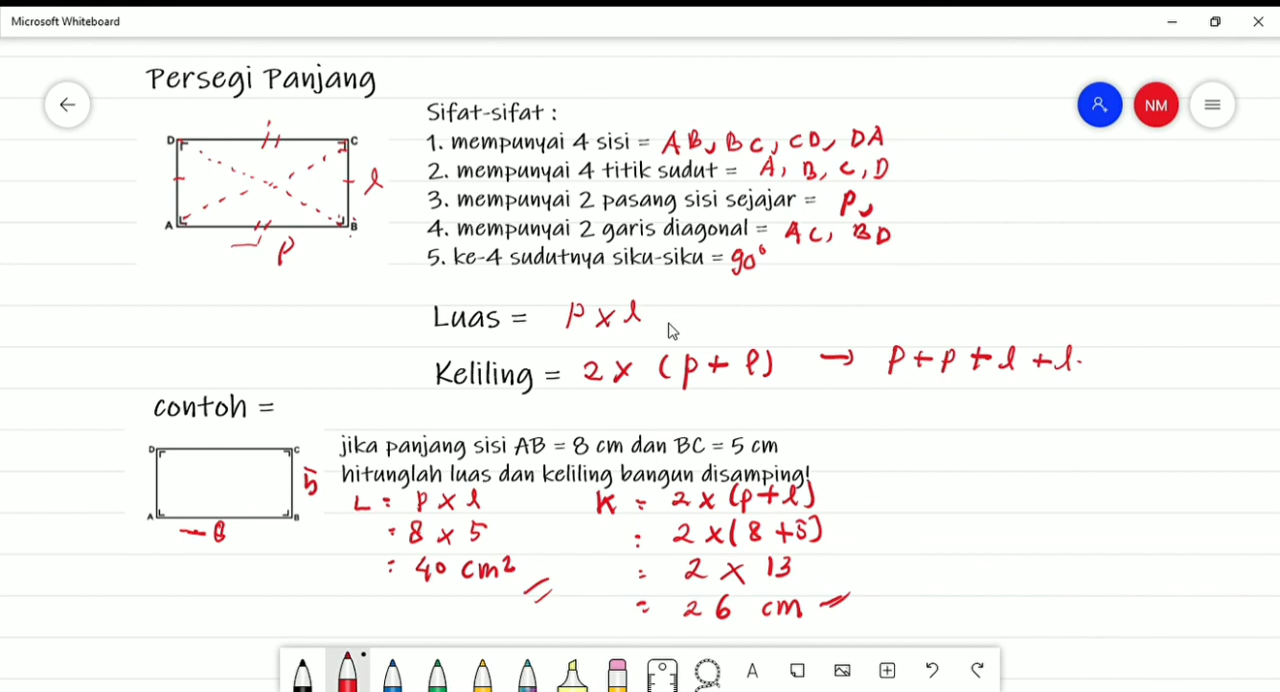 Microsoft Whiteboard
Persegi Panjang
NM
D C
l
A B
p
Sifat-sifat :
1. mempunyai 4 sisi = AB, BC, CD, DA
2. mempunyai 4 titik sudut = A, B, C, D
3. mempunyai 2 pasang sisi sejajar = P,
4. mempunyai 2 garis diagonal = AC, BD
5. ke-4 sudutnya siku-siku = 90°
Luas = p x l
Keliling = 2 x (p + l) → p + p + l + l.
contoh =
D C
5
A B
8
jika panjang sisi AB = 8 cm dan BC = 5 cm
hitunglah luas dan keliling bangun disamping!
L = p x l
= 8 x 5
= 40 cm²
K = 2 x (p + l)
= 2 x (8 + 5)
= 2 x 13
= 26 cm
A